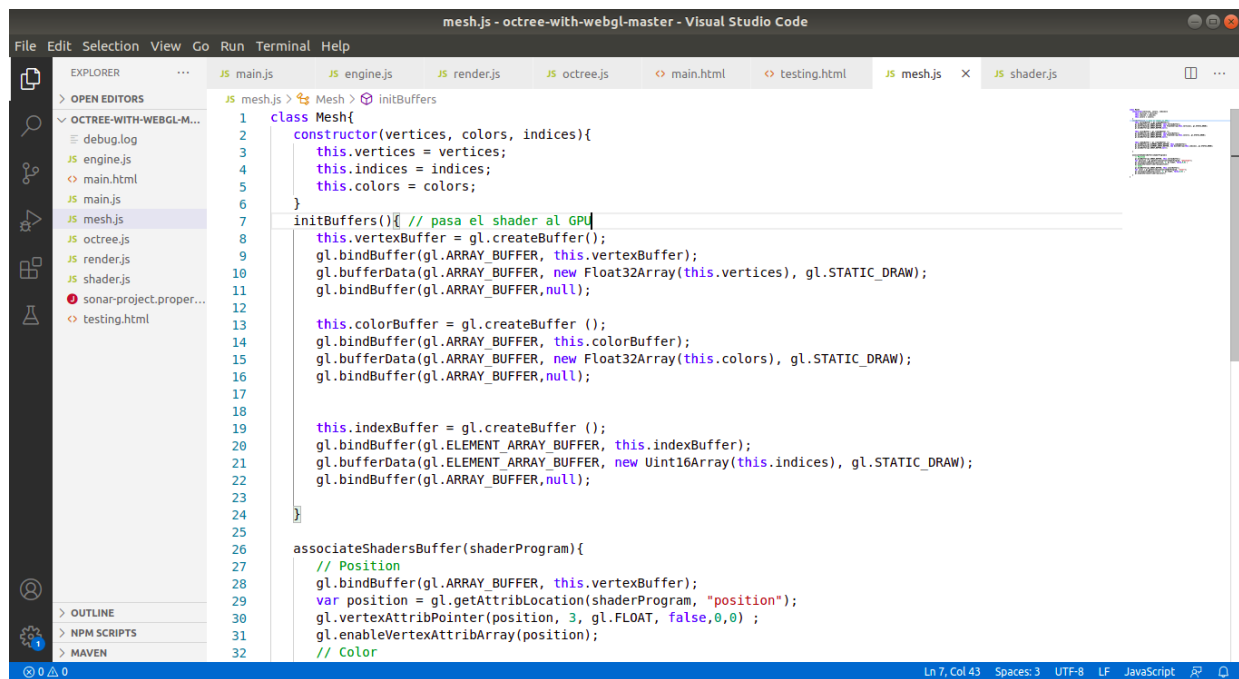 mesh.js - octree-with-webgl-master - Visual Studio Code
File Edit Selection View Go Run Terminal Help
EXPLORER ···
JS main.js JS engine.js JS render.js JS octree.js <> main.html <> testing.html JS mesh.js × JS shader.js ···
> OPEN EDITORS
OCTREE-WITH-WEBGL-M...
debug.log
JS engine.js
<> main.html
JS main.js
JS mesh.js
JS octree.js
JS render.js
JS shader.js
sonar-project.proper...
<> testing.html
> OUTLINE
> NPM SCRIPTS
> MAVEN
1
JS mesh.js > Mesh > initBuffers
1 class Mesh{
2 constructor(vertices, colors, indices){
3 this.vertices = vertices;
4 this.indices = indices;
5 this.colors = colors;
6 }
7 initBuffers(){ // pasa el shader al GPU
8 this.vertexBuffer = gl.createBuffer();
9 gl.bindBuffer(gl.ARRAY_BUFFER, this.vertexBuffer);
10 gl.bufferData(gl.ARRAY_BUFFER, new Float32Array(this.vertices), gl.STATIC_DRAW);
11 gl.bindBuffer(gl.ARRAY_BUFFER,null);
12
13 this.colorBuffer = gl.createBuffer ();
14 gl.bindBuffer(gl.ARRAY_BUFFER, this.colorBuffer);
15 gl.bufferData(gl.ARRAY_BUFFER, new Float32Array(this.colors), gl.STATIC_DRAW);
16 gl.bindBuffer(gl.ARRAY_BUFFER,null);
17
18
19 this.indexBuffer = gl.createBuffer ();
20 gl.bindBuffer(gl.ELEMENT_ARRAY_BUFFER, this.indexBuffer);
21 gl.bufferData(gl.ELEMENT_ARRAY_BUFFER, new Uint16Array(this.indices), gl.STATIC_DRAW);
22 gl.bindBuffer(gl.ELEMENT_ARRAY_BUFFER,null);
23
24 }
25
26 associateShadersBuffer(shaderProgram){
27 // Position
28 gl.bindBuffer(gl.ARRAY_BUFFER, this.vertexBuffer);
29 var position = gl.getAttribLocation(shaderProgram, "position");
30 gl.vertexAttribPointer(position, 3, gl.FLOAT, false,0,0) ;
31 gl.enableVertexAttribArray(position);
32 // Color
0 0 Ln 7, Col 43 Spaces: 3 UTF-8 LF JavaScript